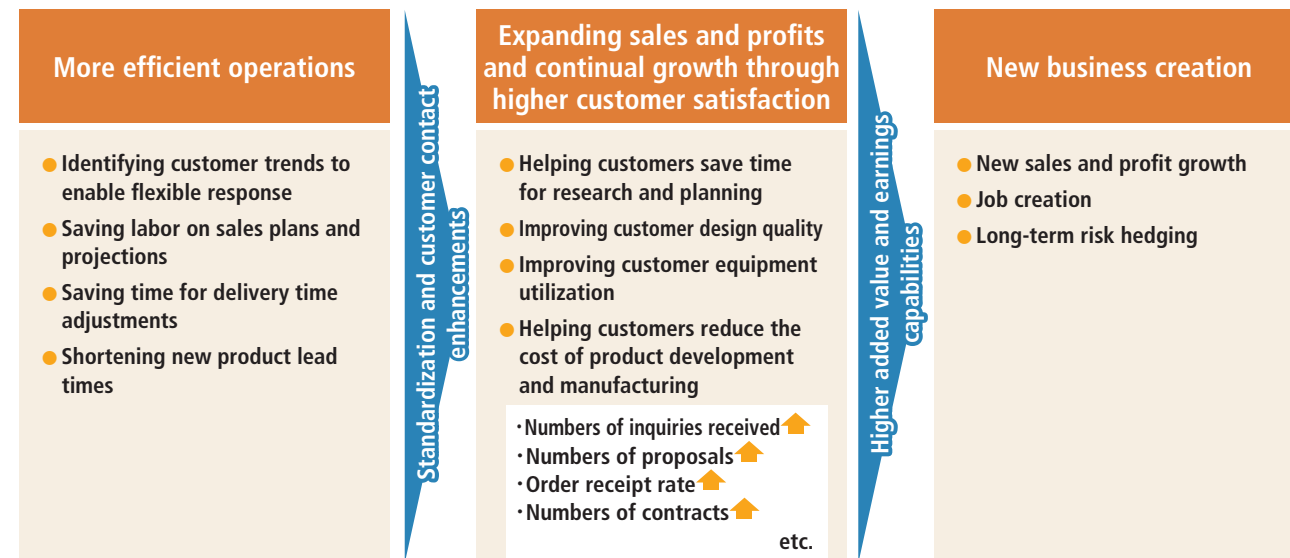 More efficient operations
● Identifying customer trends to
enable flexible response
● Saving labor on sales plans and
projections
● Saving time for delivery time
adjustments
● Shortening new product lead
times
Standardization and customer contact
enhancements
Expanding sales and profits
and continual growth through
higher customer satisfaction
● Helping customers save time
for research and planning
● Improving customer design quality
● Improving customer equipment
utilization
● Helping customers reduce the
cost of product development
and manufacturing
・Numbers of inquiries received
・Numbers of proposals
・Order receipt rate
・Numbers of contracts
etc.
Higher added value and earnings
capabilities
New business creation
● New sales and profit growth
● Job creation
● Long-term risk hedging